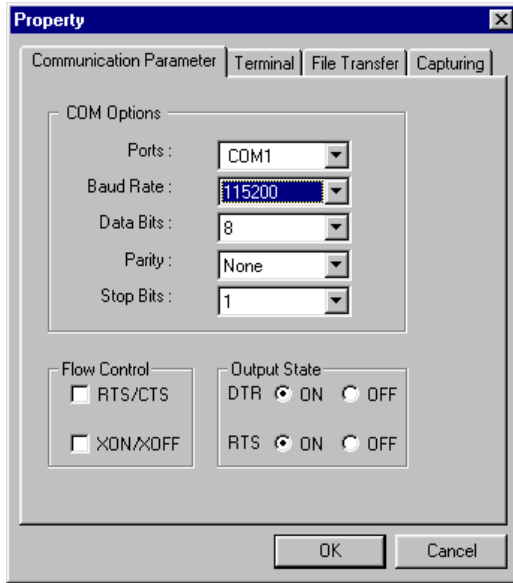 Property
Communication Parameter Terminal File Transfer Capturing
COM Options
Ports : COM1
Baud Rate : 115200
Data Bits : 8
Parity : None
Stop Bits : 1
Flow Control
RTS/CTS
XON/XOFF
Output State
DTR ON OFF
RTS ON OFF
OK Cancel